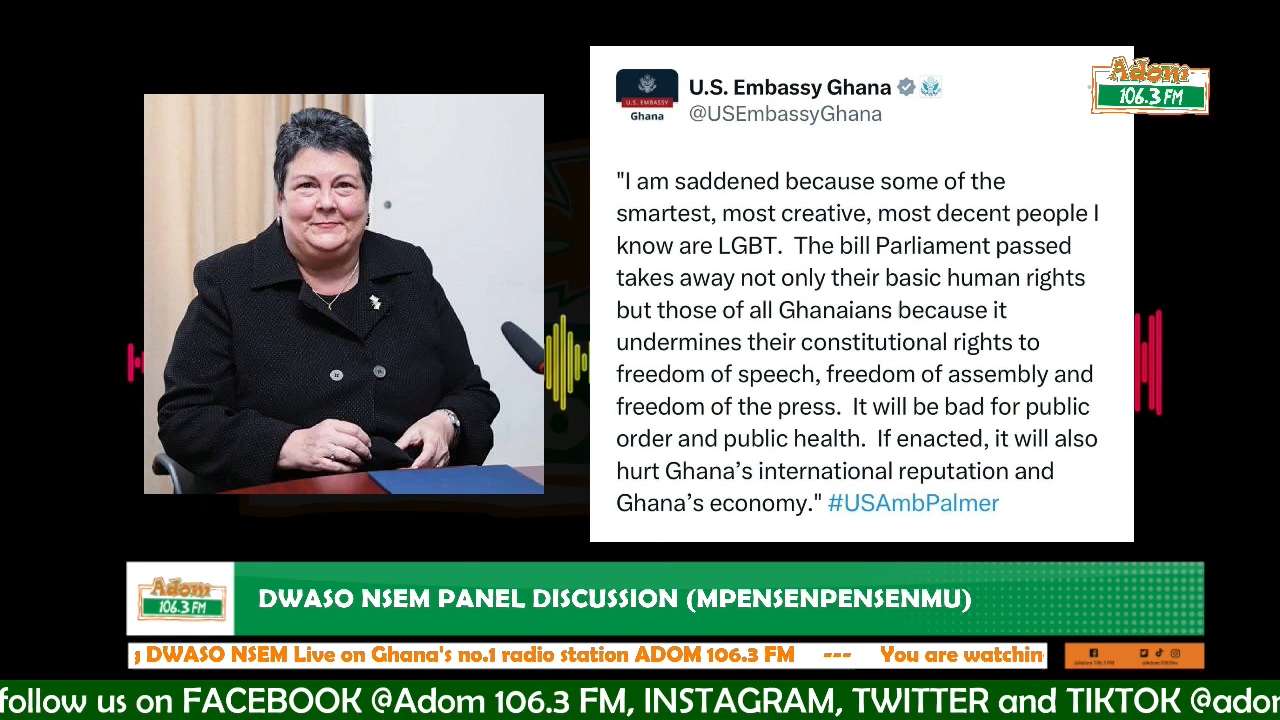 U.S. Embassy Ghana
@USEmbassyGhana
U.S. EMBASSY
Ghana
Adom
106.3 FM
"I am saddened because some of the
smartest, most creative, most decent people I
know are LGBT.  The bill Parliament passed
takes away not only their basic human rights
but those of all Ghanaians because it
undermines their constitutional rights to
freedom of speech, freedom of assembly and
freedom of the press.  It will be bad for public
order and public health.  If enacted, it will also
hurt Ghana’s international reputation and
Ghana’s economy." #USAmbPalmer
Adom
106.3 FM
DWASO NSEM PANEL DISCUSSION (MPENSENPENSENMU)
; DWASO NSEM Live on Ghana's no.1 radio station ADOM 106.3 FM --- You are watchin
follow us on FACEBOOK @Adom 106.3 FM, INSTAGRAM, TWITTER and TIKTOK @ador